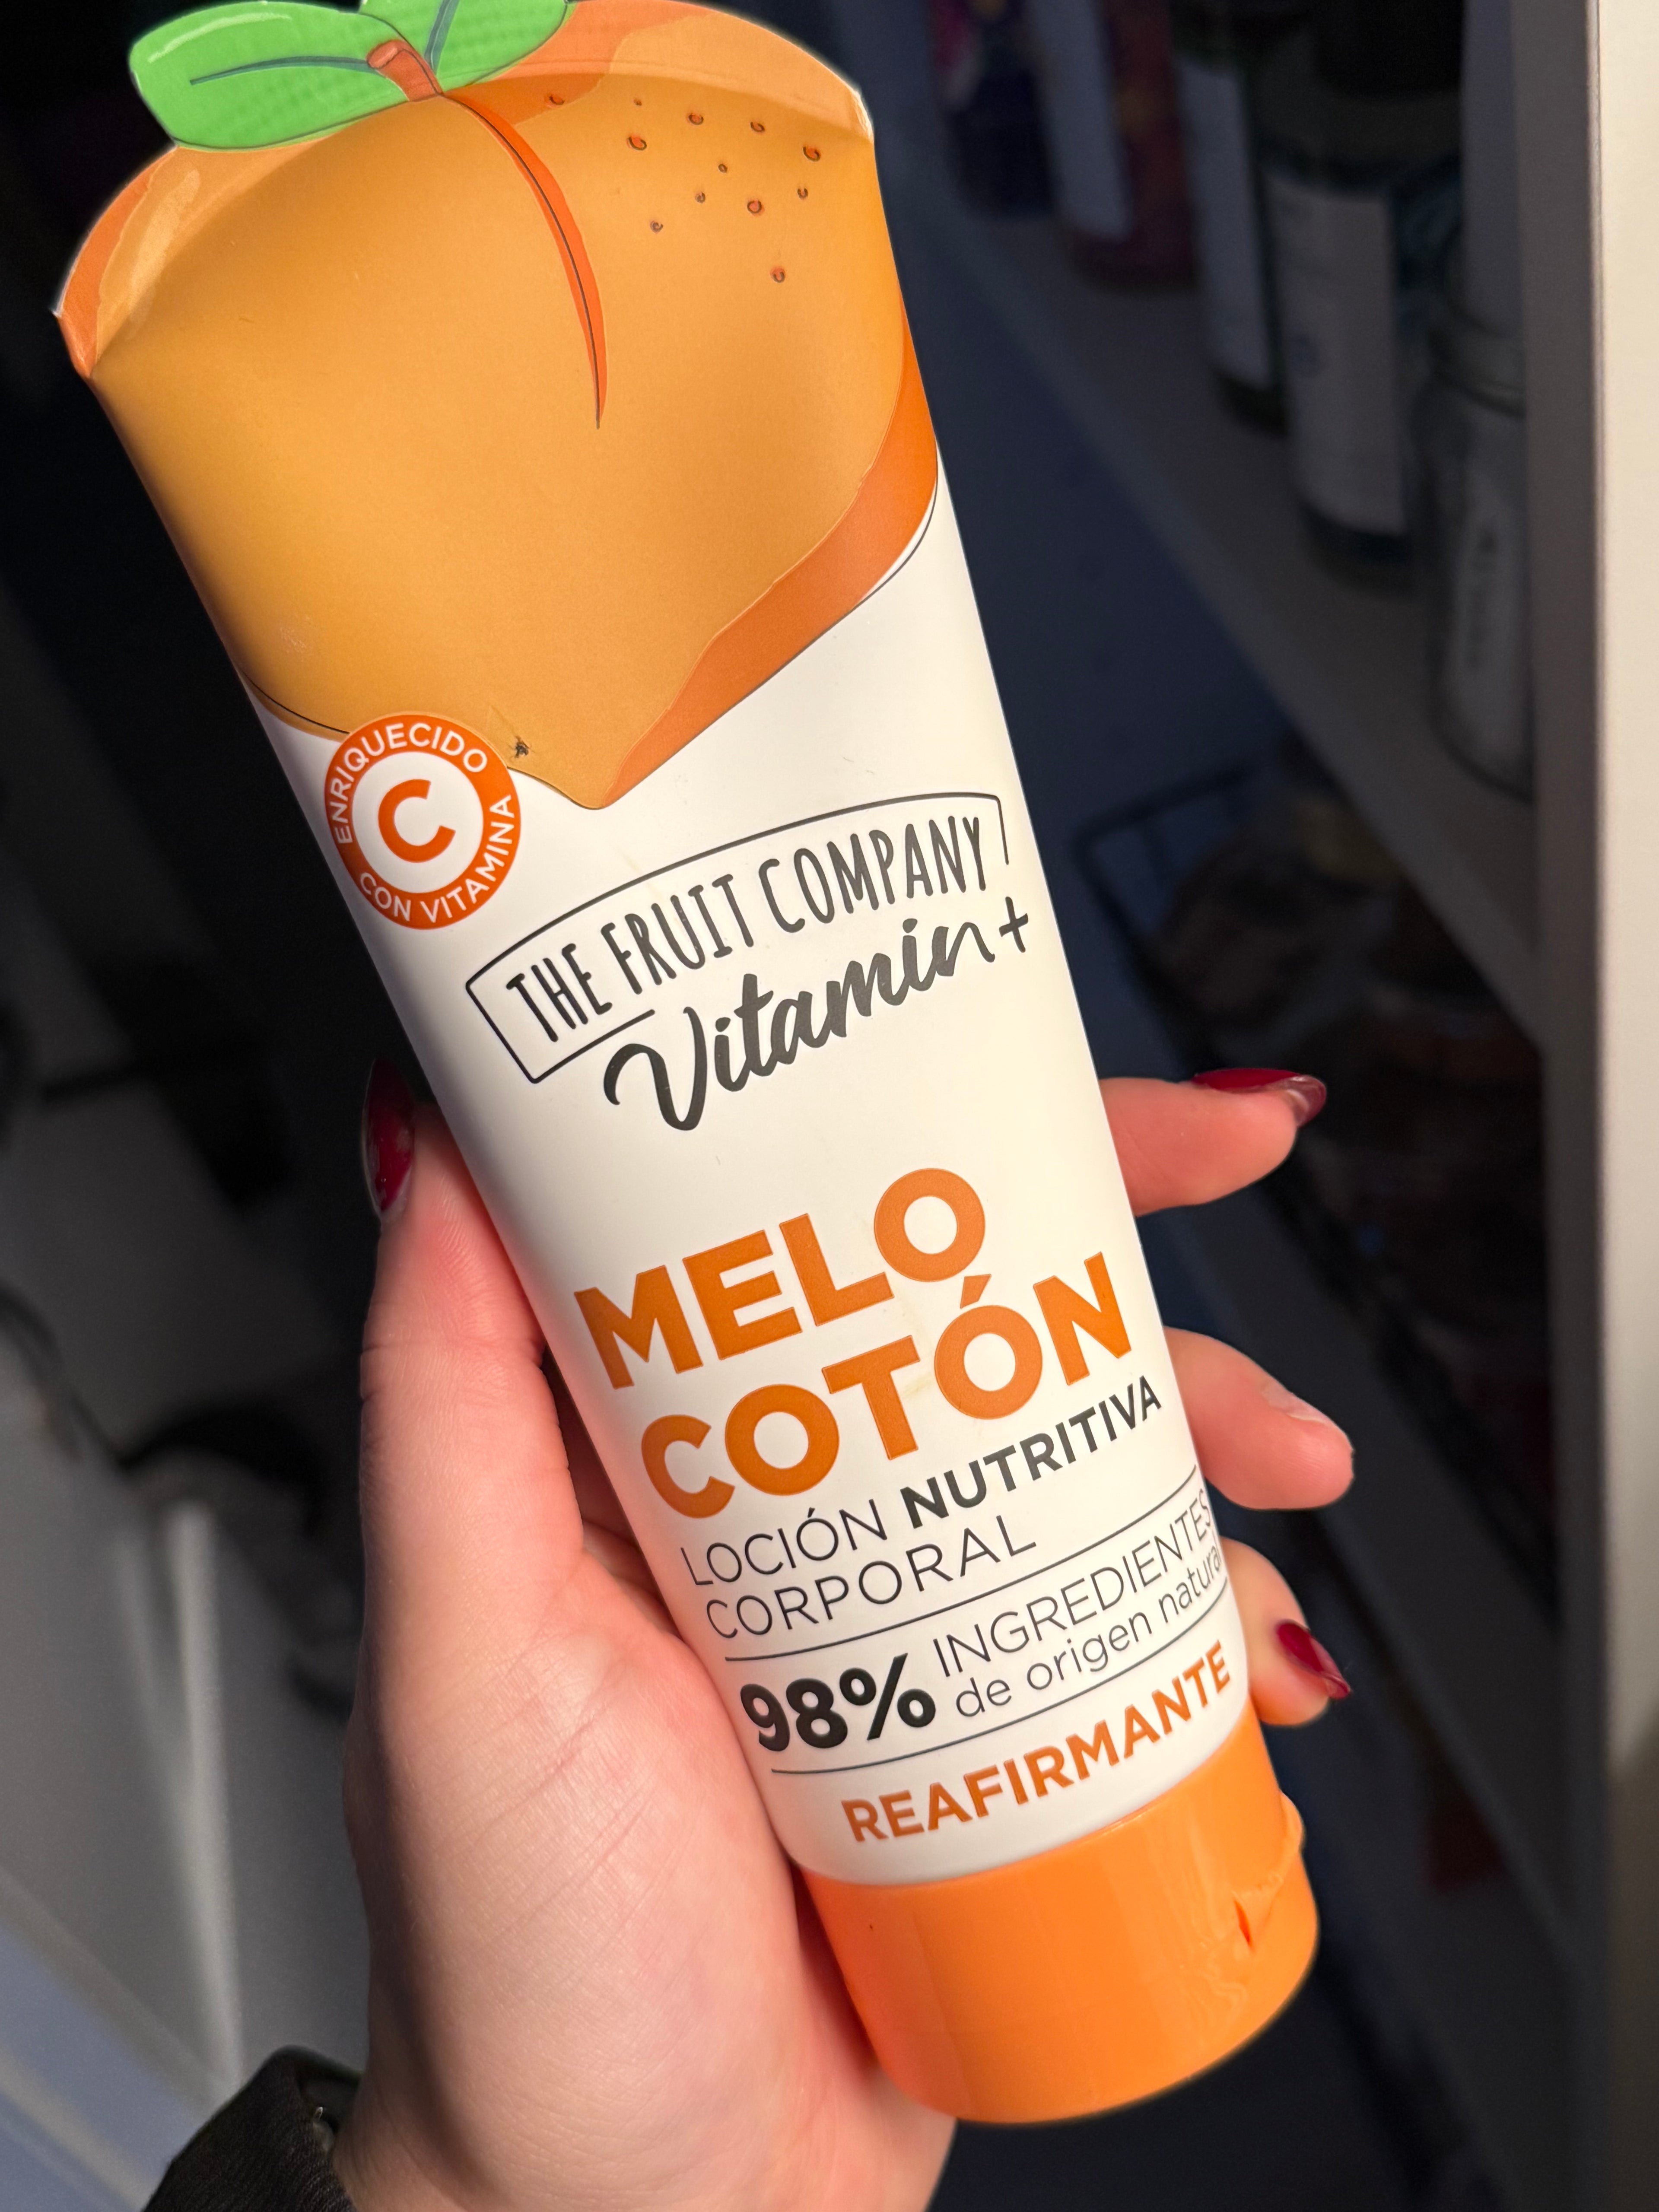 ENRIQUECIDO
C
CON VITAMINA
THE FRUIT COMPANY
Vitamin+
MELO
COTÓN
LOCIÓN NUTRITIVA
CORPORAL
98% INGREDIENTES
de origen natural
REAFIRMANTE